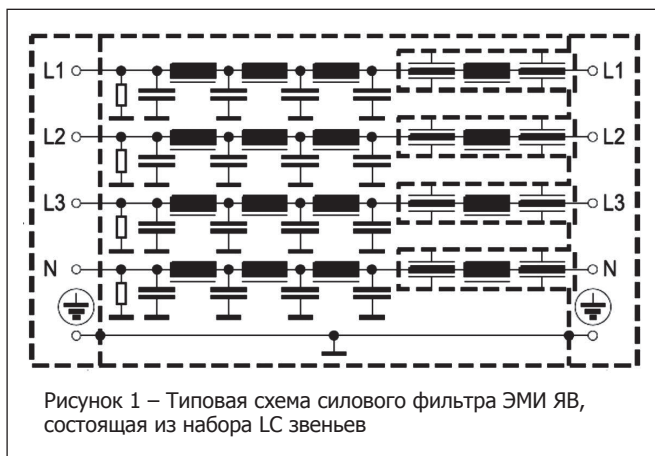 L1 L1
L2 L2
L3 L3
N N
Рисунок 1 – Типовая схема силового фильтра ЭМИ ЯВ,
состоящая из набора LC звеньев